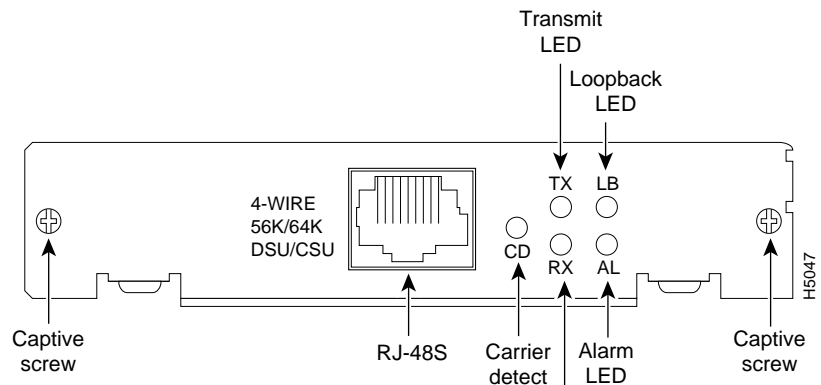 Transmit
LED
Loopback
LED
TX LB
4-WIRE
56K/64K
DSU/CSU
CD
RX AL
H5047
Captive
screw
RJ-48S
Carrier
detect
Alarm
LED
Captive
screw